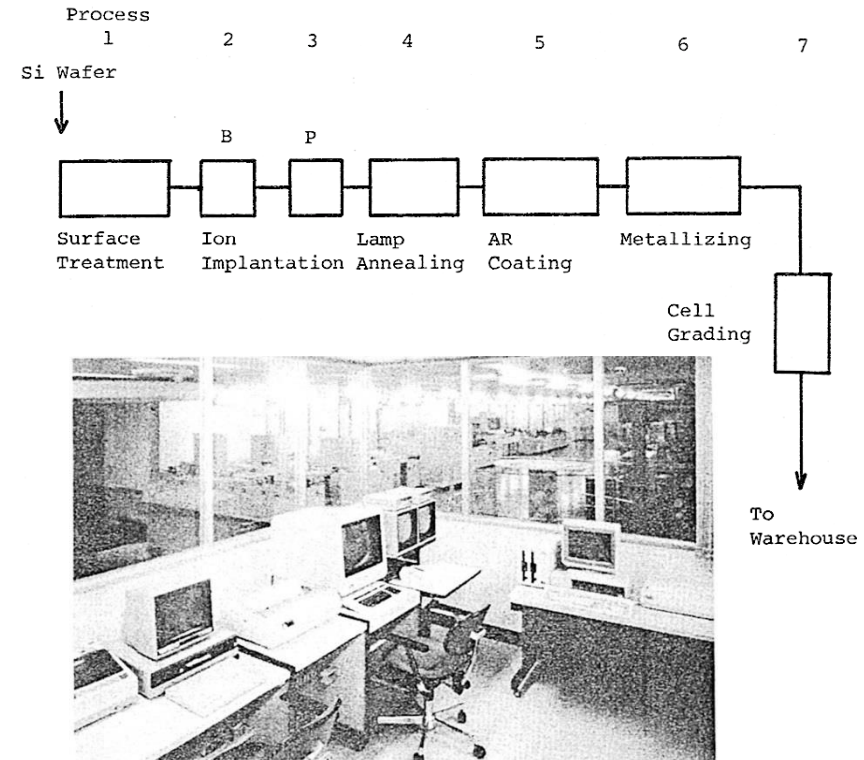 Process
1 2 3 4 5 6 7
Si Wafer
B P
Surface
Treatment
Ion
Implantation
Lamp
Annealing
AR
Coating
Metallizing
Cell
Grading
To
Warehouse